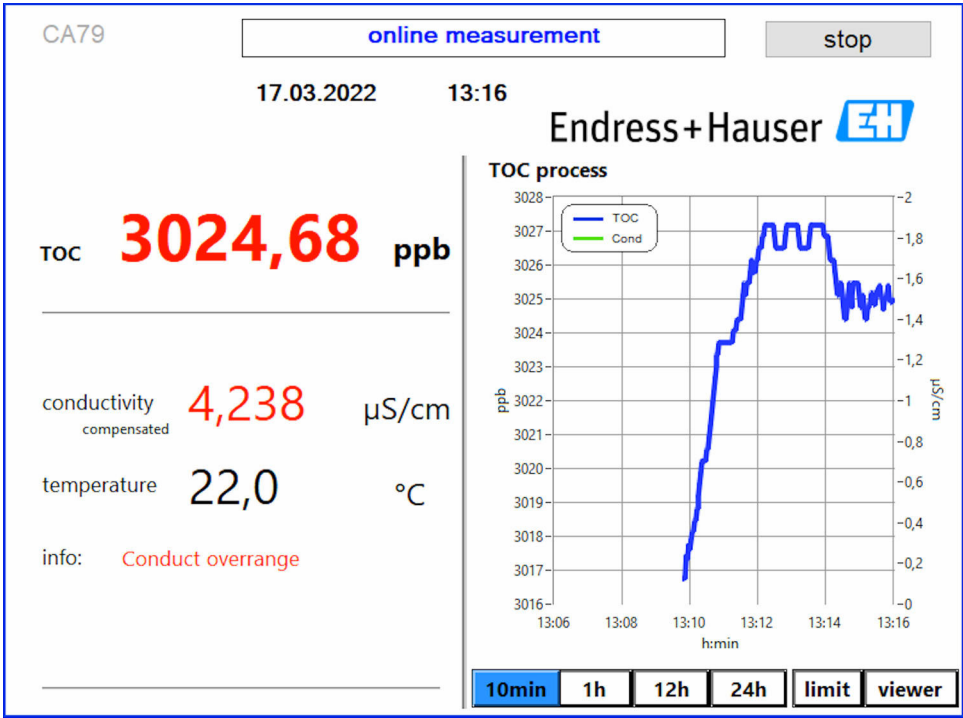 CA79
online measurement
stop
17.03.2022 13:16
Endress+Hauser EH
TOC 3024,68 ppb
conductivity 4,238 µS/cm
compensated
temperature 22,0 °C
info: Conduct overrange
TOC process
TOC
Cond
3028
3027
3026
3025
3024
3023
3022
3021
3020
3019
3018
3017
3016
ppb
2
1,8
1,6
1,4
1,2
1
0,8
0,6
0,4
0,2
0
µS/cm
13:06 13:08 13:10 13:12 13:14 13:16
h:min
10min 1h 12h 24h limit viewer